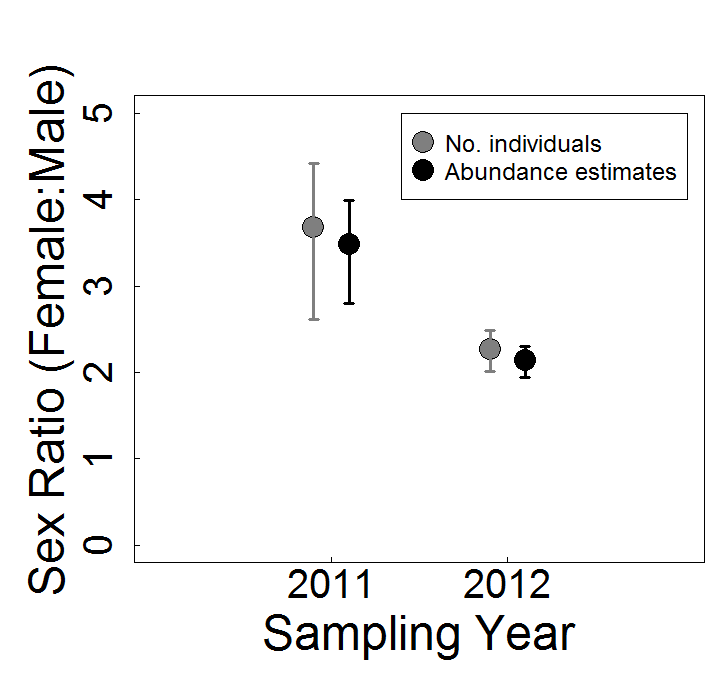 Sex Ratio (Female:Male)
5
4
3
2
1
0
No. individuals
Abundance estimates
2011 2012
Sampling Year